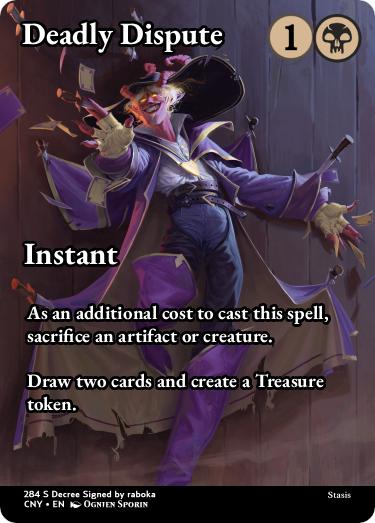 Deadly Dispute 1
Instant
As an additional cost to cast this spell,
sacrifice an artifact or creature.
Draw two cards and create a Treasure
token.
284 S Decree Signed by raboka
CNY • EN Ognjen Sporin
Stasis